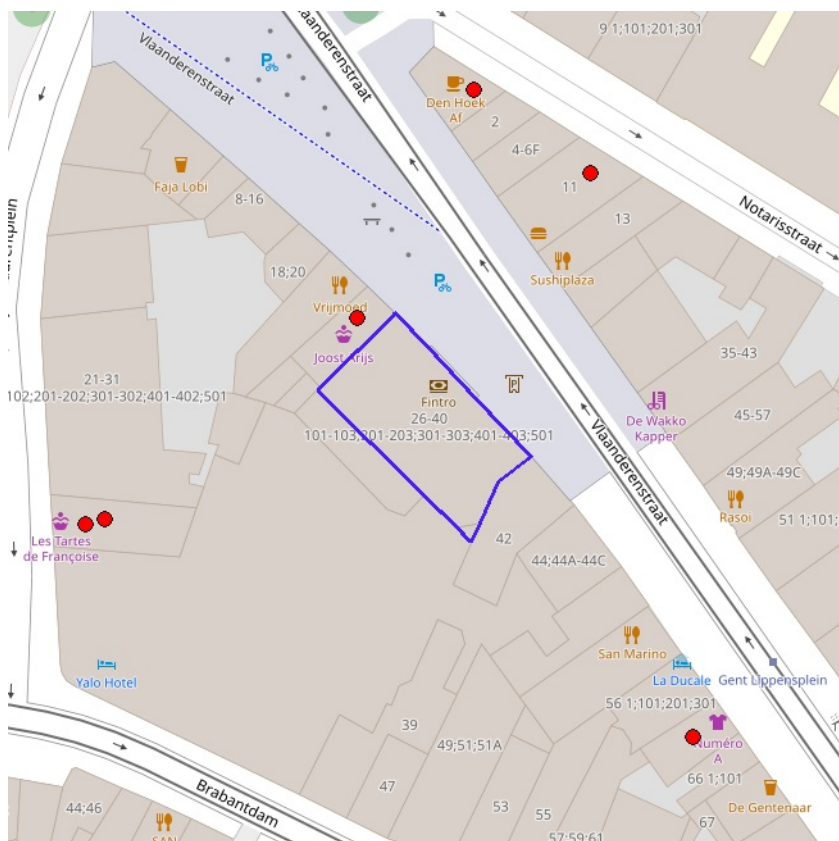 9 1;101;201;301
Vlaanderenstraat
Vlaanderenstraat
P
Den Hoek
Af
2
4-6F
11
13
Notarisstraat
Faja Lobi
8-16
Sushiplaza
18;20
P
Vrijmoed
Joost Arijs
35-43
21-31
102;201-202;301-302;401-402;501
P
Fintro
26-40
101-103;201-203;301-303;401-403;501
De Wakko
Kapper
45-57
Vlaanderenstraat
49;49A-49C
Rasoi
51 1;101;
Les Tartes
de Françoise
42
44;44A-44C
San Marino
Yalo Hotel
La Ducale
Gent Lippensplein
56 1;101;201;301
39
49;51;51A
Numéro
A
47
66 1;101
Brabantdam
De Gentenaar
44;46
53
55
67
57;59;61
SAN